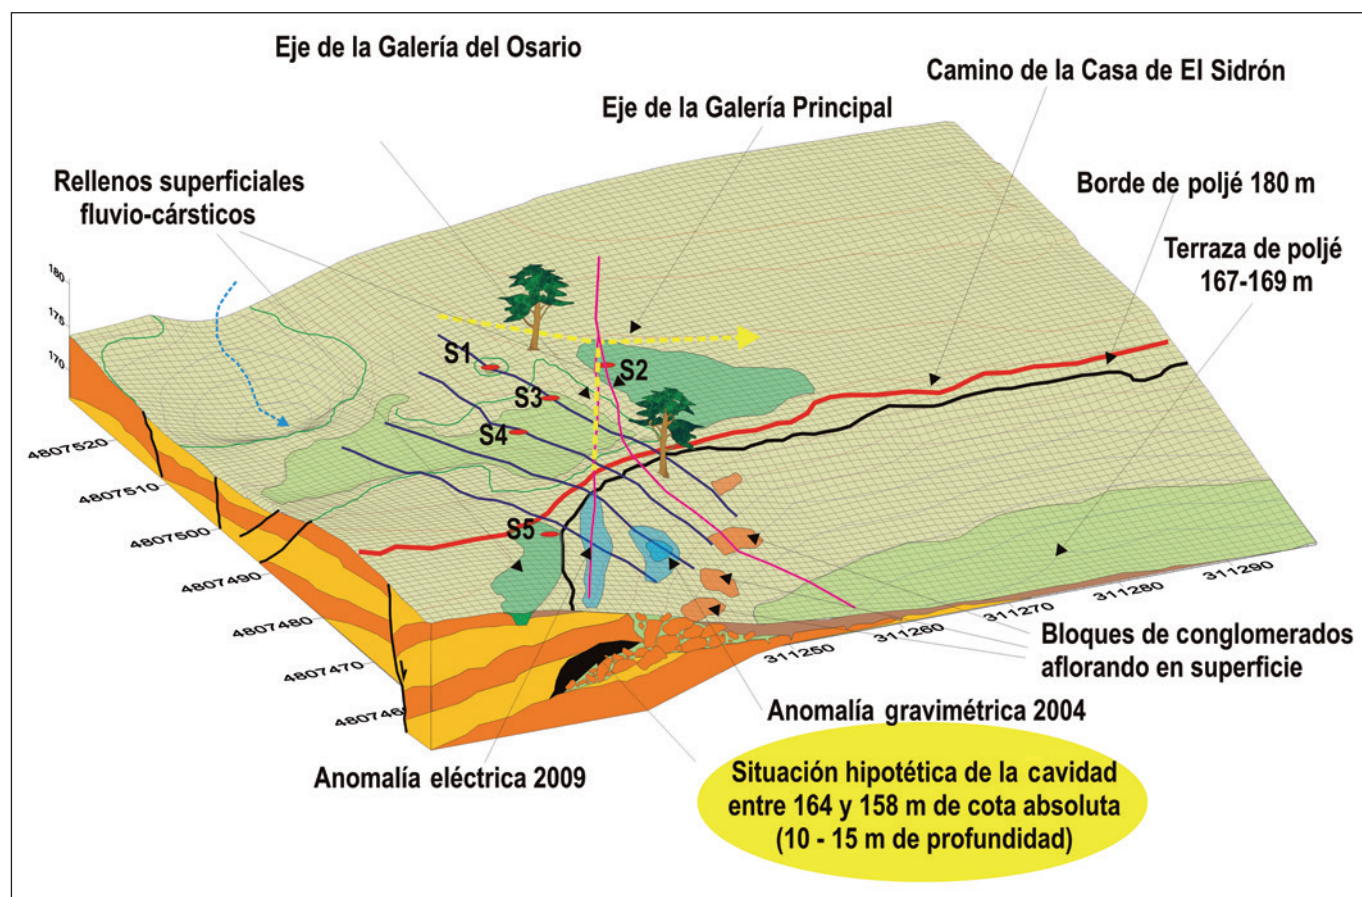 Eje de la Galería del Osario
Camino de la Casa de El Sidrón
Eje de la Galería Principal
Rellenos superficiales
fluvio-cársticos
Borde de poljé 180 m
Terraza de poljé
167-169 m
180
175
170
S1
S2
S3
S4
S5
4807520
4807510
4807500
4807490
4807480
4807470
4807460
311250
311260
311270
311280
311290
Bloques de conglomerados
aflorando en superficie
Anomalía gravimétrica 2004
Anomalía eléctrica 2009
Situación hipotética de la cavidad
entre 164 y 158 m de cota absoluta
(10 - 15 m de profundidad)